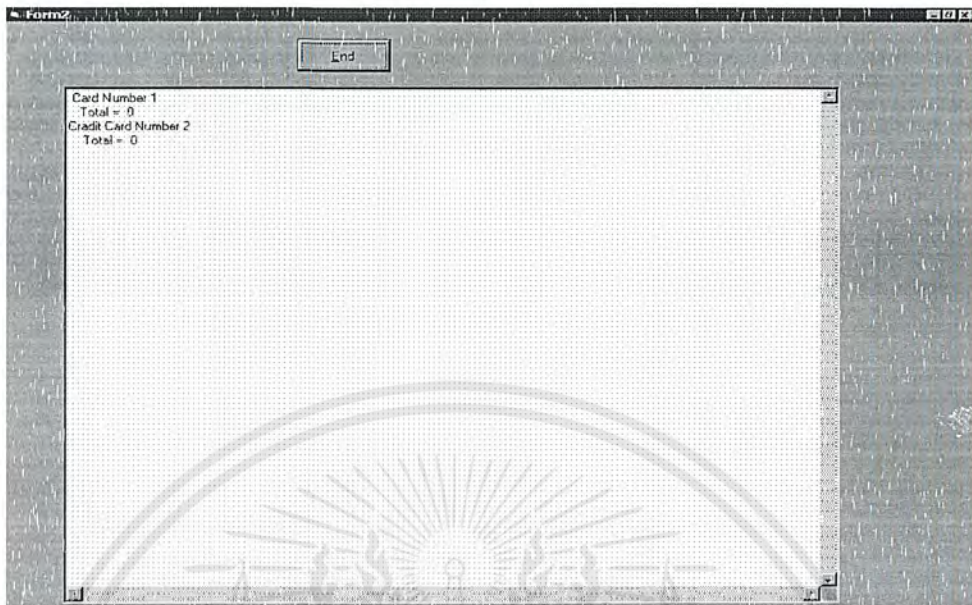 Form2
End
Card Number 1
Total = 0
Cradit Card Number 2
Total = 0